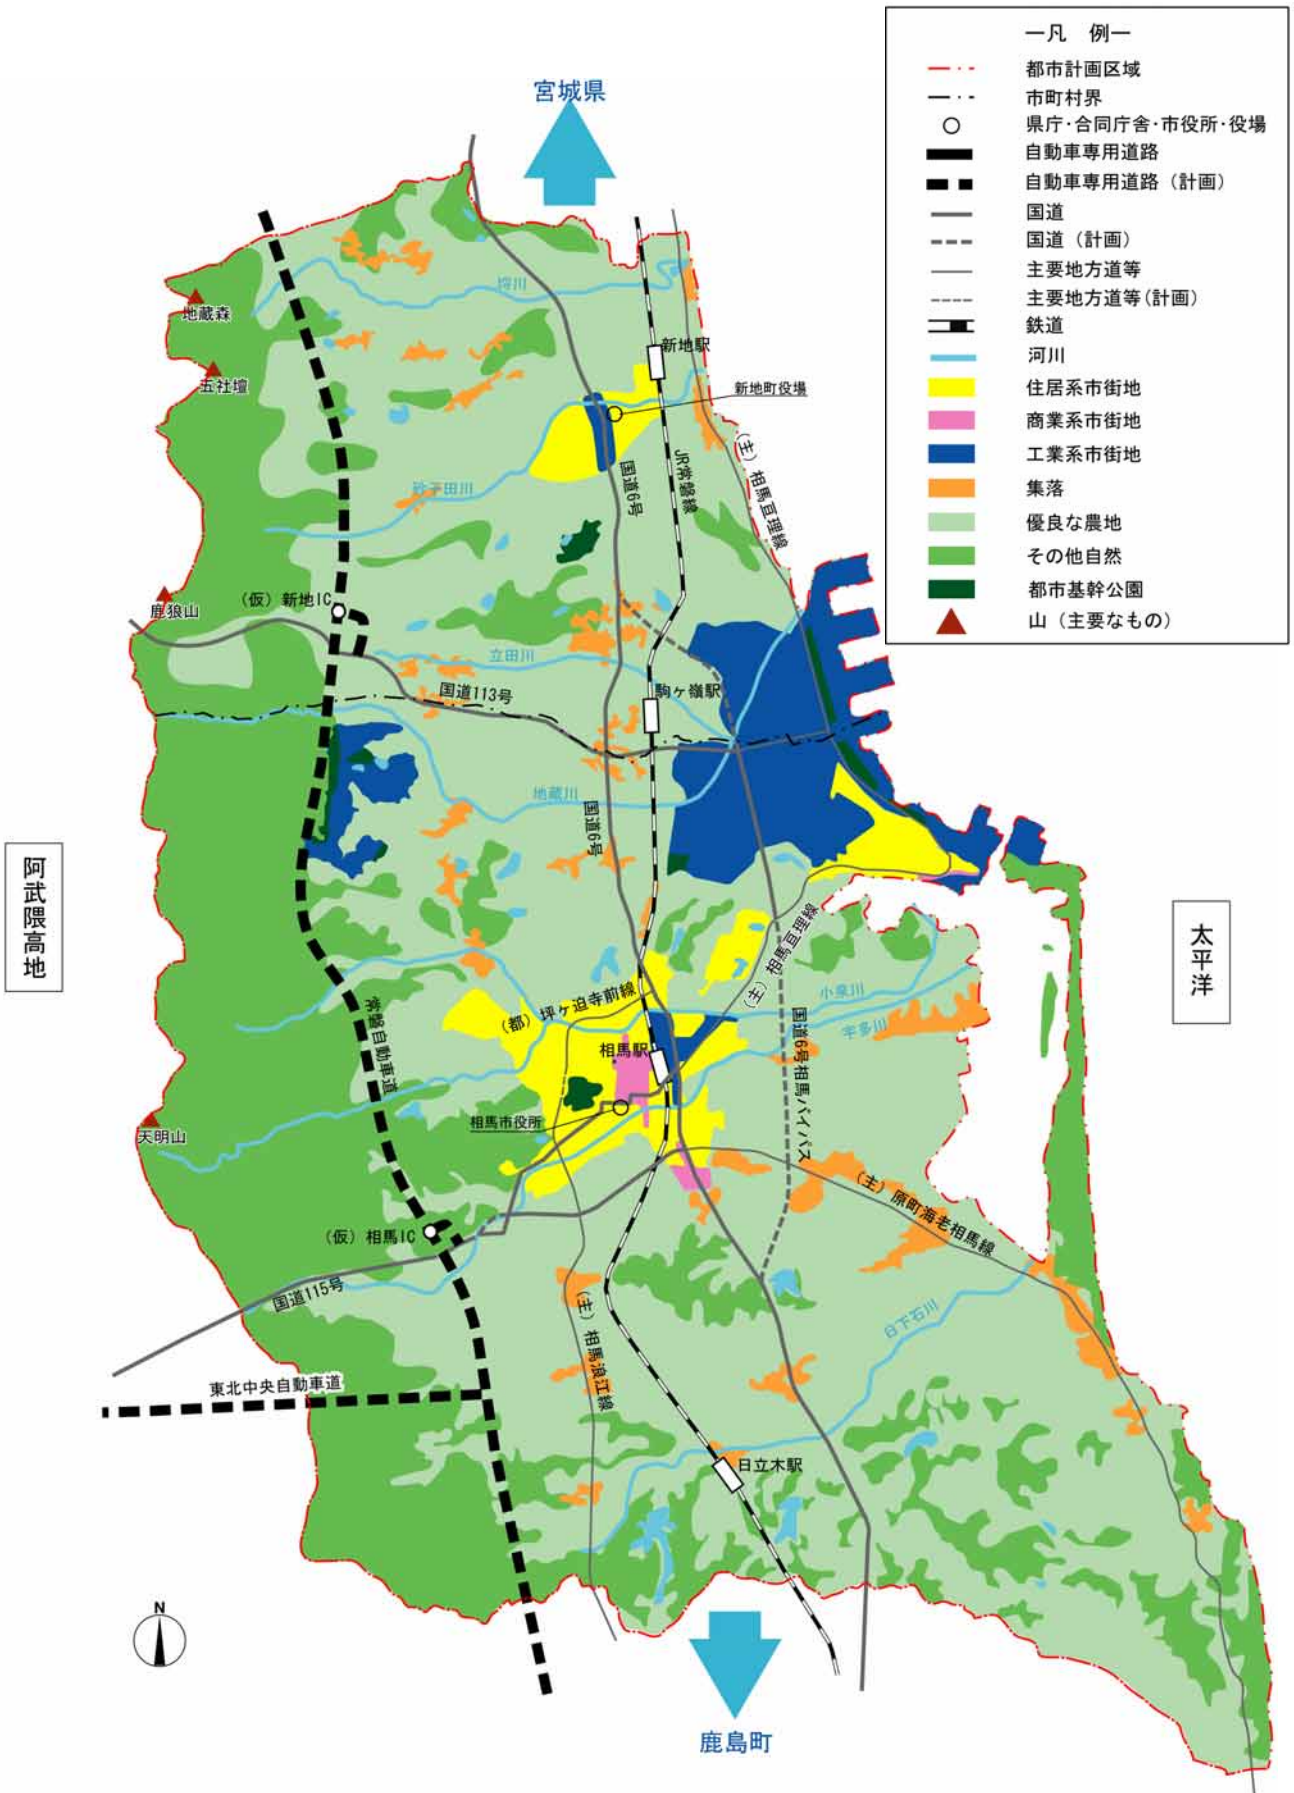 一凡 例一
都市計画区域
市町村界
県庁・合同庁舎・市役所・役場
自動車専用道路
自動車専用道路（計画）
国道
国道（計画）
主要地方道等
主要地方道等（計画）
鉄道
河川
住居系市街地
商業系市街地
工業系市街地
集落
優良な農地
その他自然
都市基幹公園
山（主要なもの）
宮城県
地蔵森
五社壇
新地駅
新地町役場
国道6号
JR常磐線
（主）相馬亘理線
砂子田川
鹿狼山
（仮）新地IC
立田川
国道113号
駒ヶ嶺駅
地蔵川
国道6号
阿武隈高地
太平洋
（主）相馬亘理線
小泉川
宇多川
（都）坪ヶ迫寺前線
常磐自動車道
相馬駅
国道6号相馬バイパス
相馬市役所
天明山
（主）原町海老相馬線
（仮）相馬IC
国道115号
（主）相馬浪江線
日下石川
東北中央自動車道
日立木駅
N
鹿島町